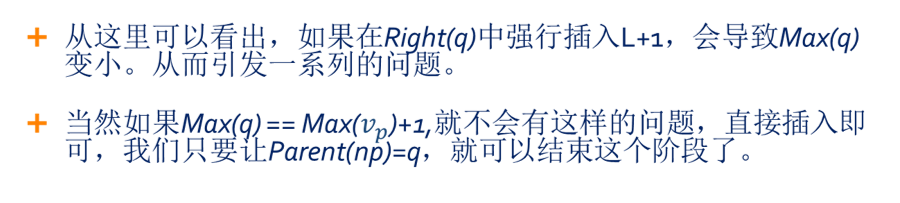 + 从这里可以看出，如果在Right(q)中强行插入L+1，会导致Max(q)
变小。从而引发一系列的问题。
+ 当然如果Max(q) == Max(𝑣ₚ)+1,就不会有这样的问题，直接插入即
可，我们只要让Parent(np)=q，就可以结束这个阶段了。